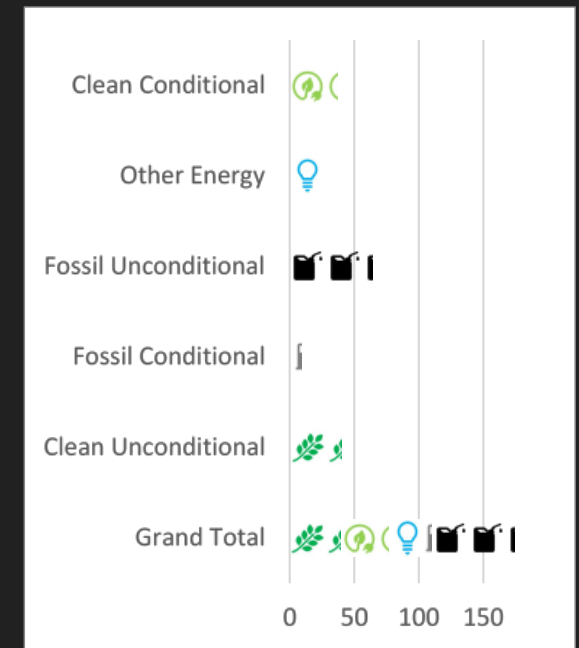 Clean Conditional
Other Energy
Fossil Unconditional
Fossil Conditional
Clean Unconditional
Grand Total
0 50 100 150